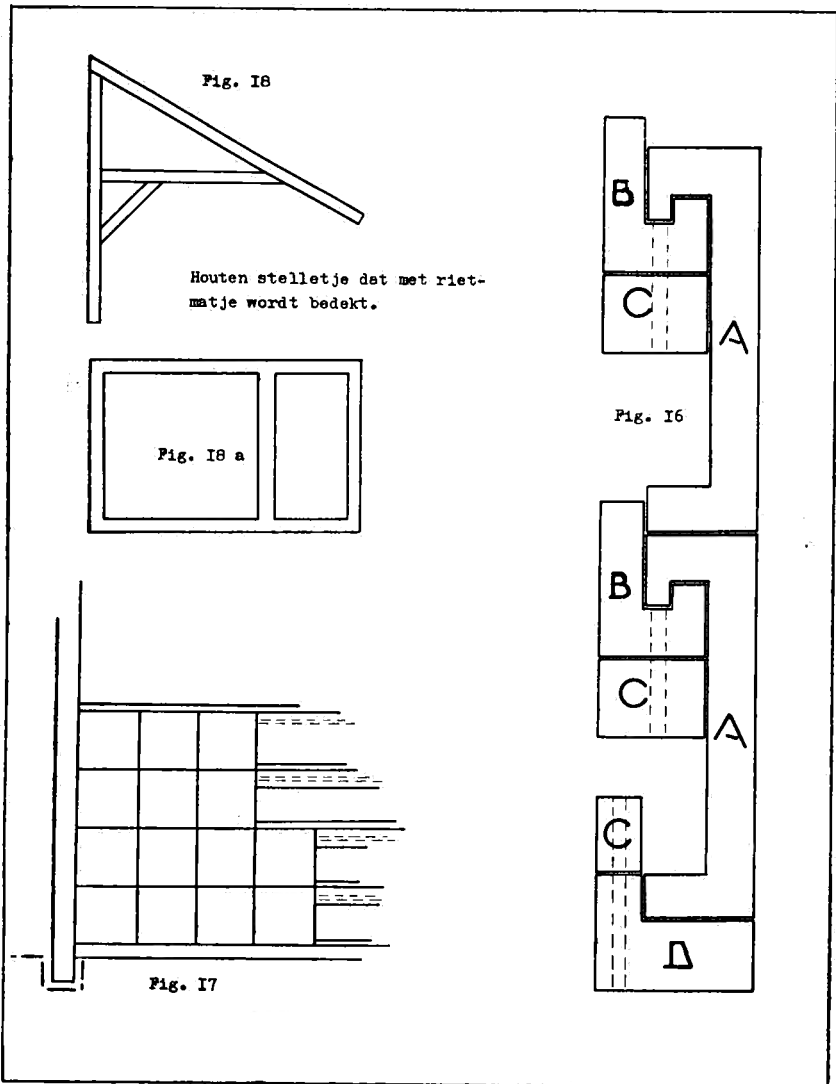 Fig. I8
Houten stelletje dat met riet-
matje wordt bedekt.
Fig. I8 a
Fig. I7
B
C
A
Fig. I6
B
C
A
C
D